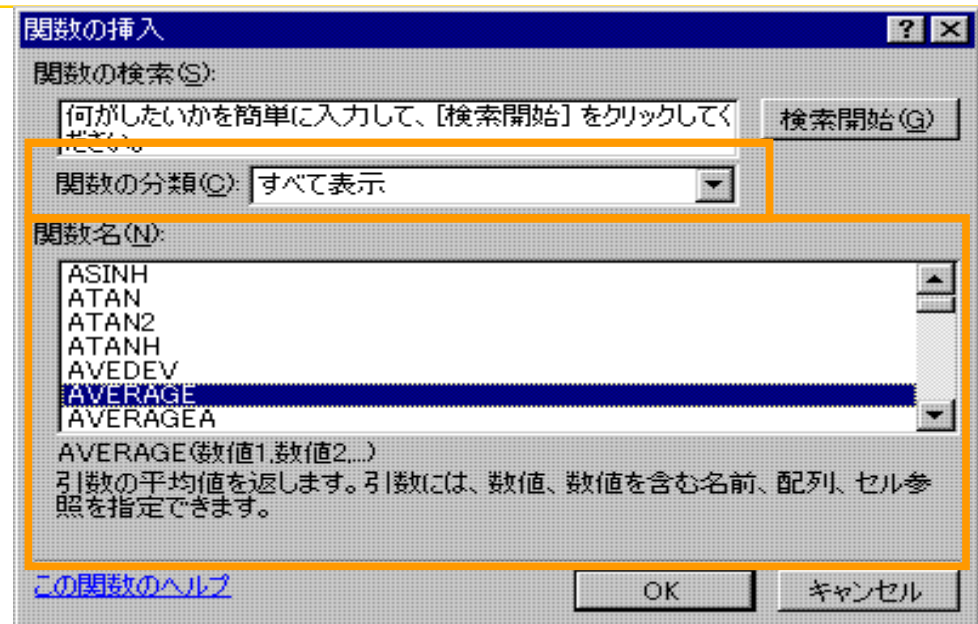 関数の挿入
関数の検索(S):
何がしたいかを簡単に入力して、[検索開始] をクリックしてく
ださい。
検索開始(G)
関数の分類(C): すべて表示
関数名(N):
ASINH
ATAN
ATAN2
ATANH
AVEDEV
AVERAGE
AVERAGEA
AVERAGE(数値1,数値2,...)
引数の平均値を返します。引数には、数値、数値を含む名前、配列、セル参
照を指定できます。
この関数のヘルプ
OK
キャンセル